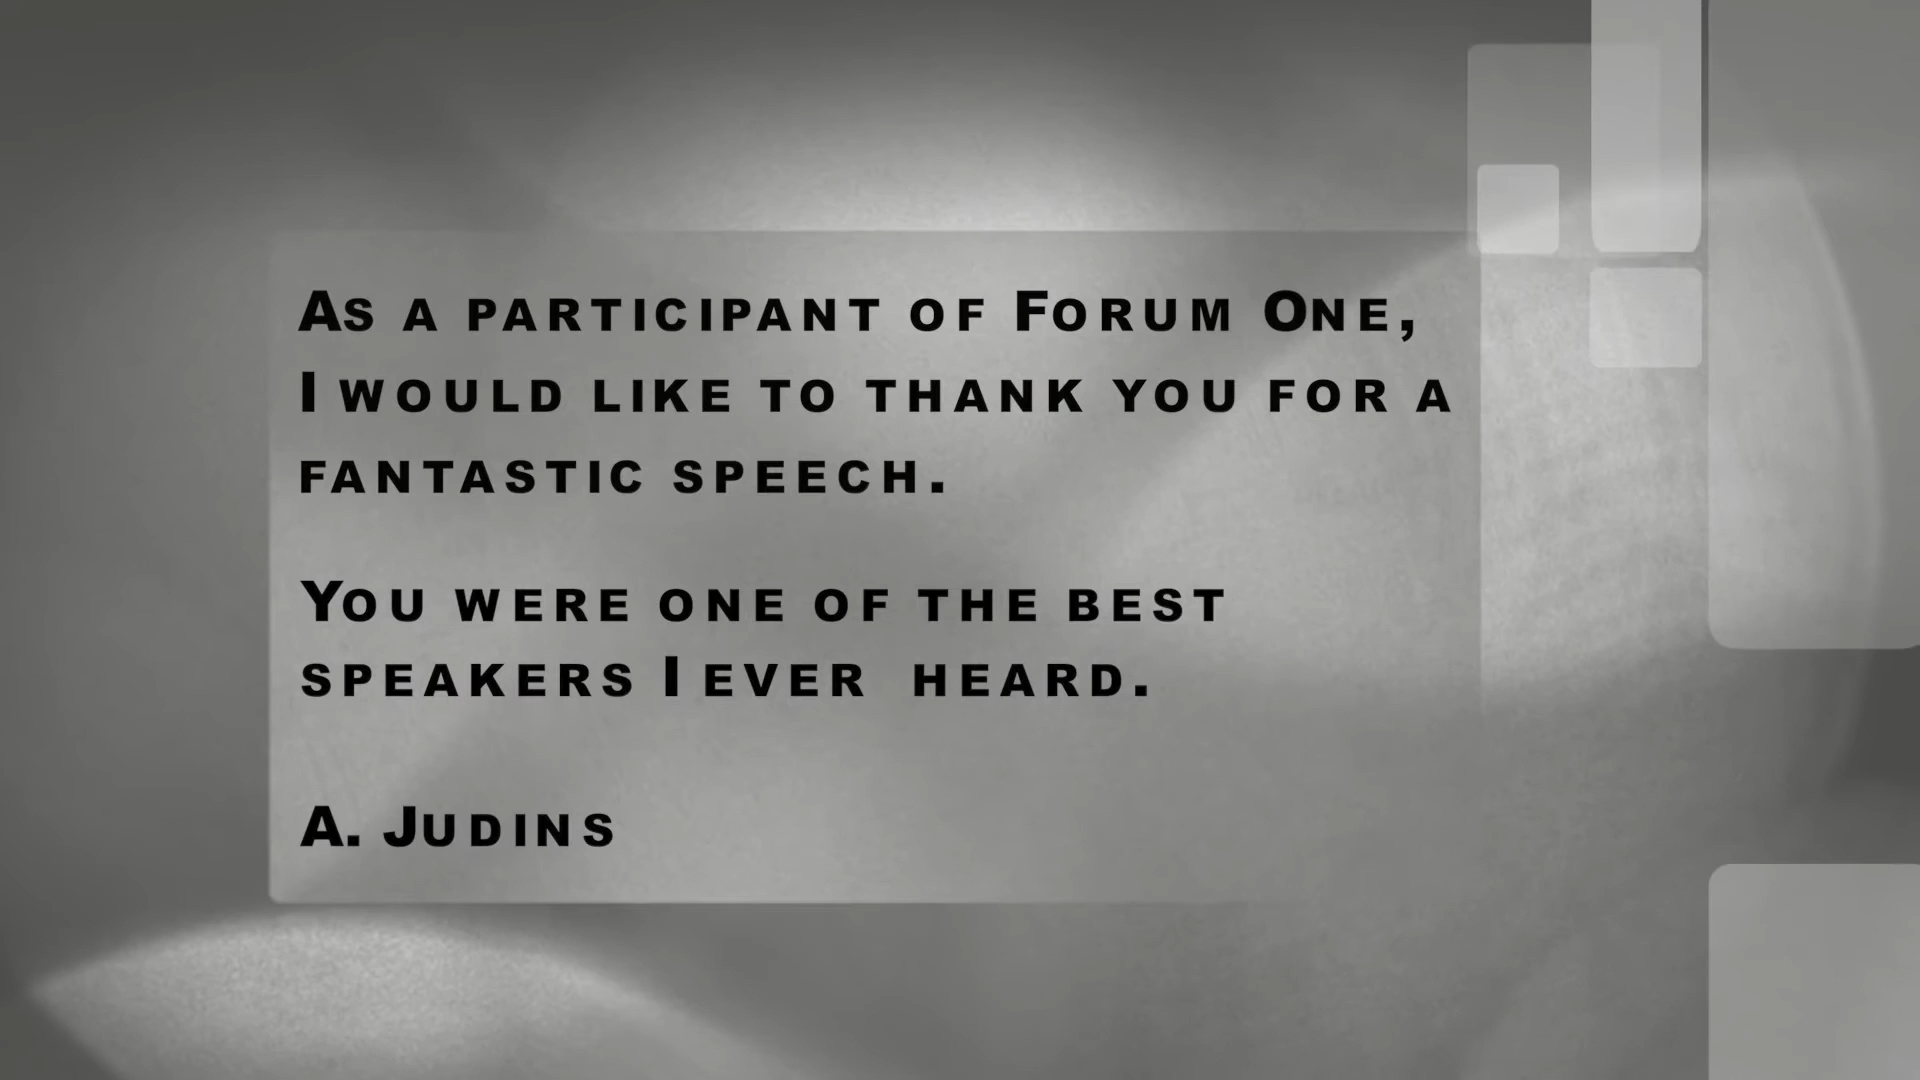 As a participant of Forum One,
I would like to thank you for a
fantastic speech.
You were one of the best
speakers I ever heard.
A. Judins